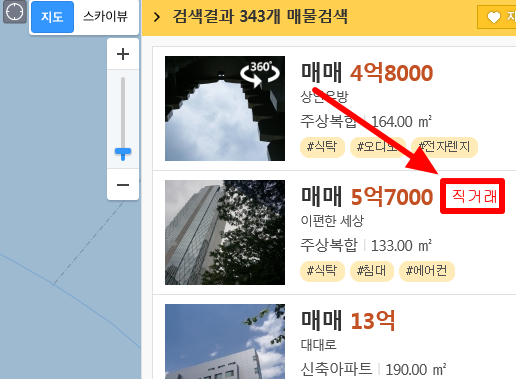 지도 스카이뷰
검색결과 343개 매물검색
360°
매매 4억8000
주상복합 164.00 ㎡
#식탁 #전자렌지
매매 5억7000 직거래
이편한 세상
주상복합 133.00 ㎡
#식탁 #침대 #에어컨
매매 13억
대대로
신축아파트 190.00 ㎡